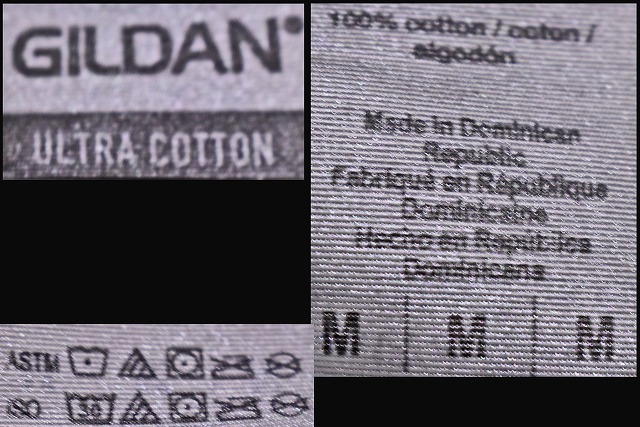 GILDAN®
ULTRA COTTON
100% cotton / coton /
algodón
Made in Dominican
Republic
Fabriqué en République
Dominicaine
Hecho en República
Dominicana
M M M
ASTM
ISO 30